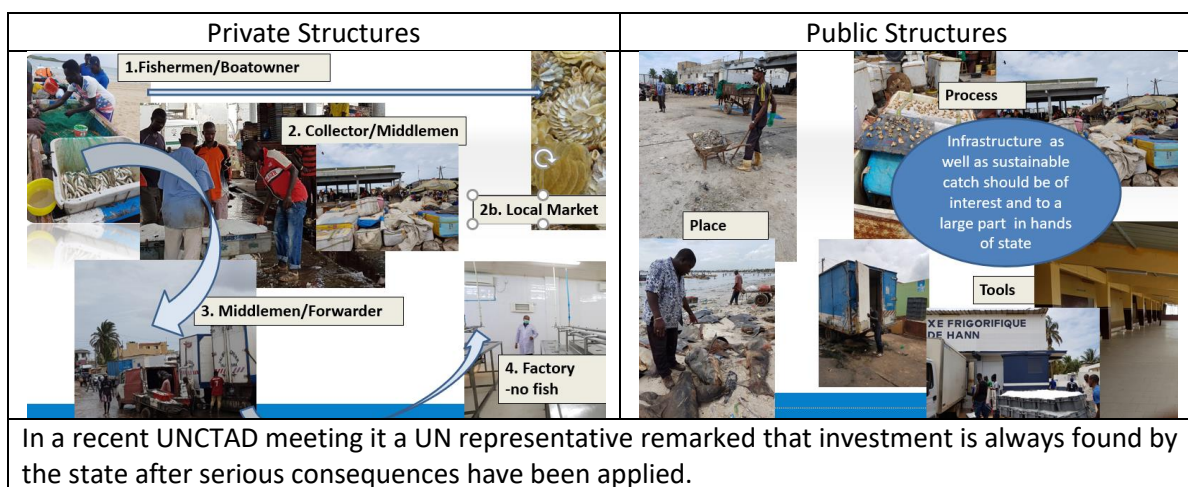 Private Structures
Public Structures
1.Fishermen/Boatowner
2. Collector/Middlemen
2b. Local Market
3. Middlemen/Forwarder
4. Factory
-no fish
Process
Infrastructure as
well as sustainable
catch should be of
interest and to a
large part in hands
of state
Place
Tools
XE FRIGORIFIQUE
DE HANN
In a recent UNCTAD meeting it a UN representative remarked that investment is always found by
the state after serious consequences have been applied.